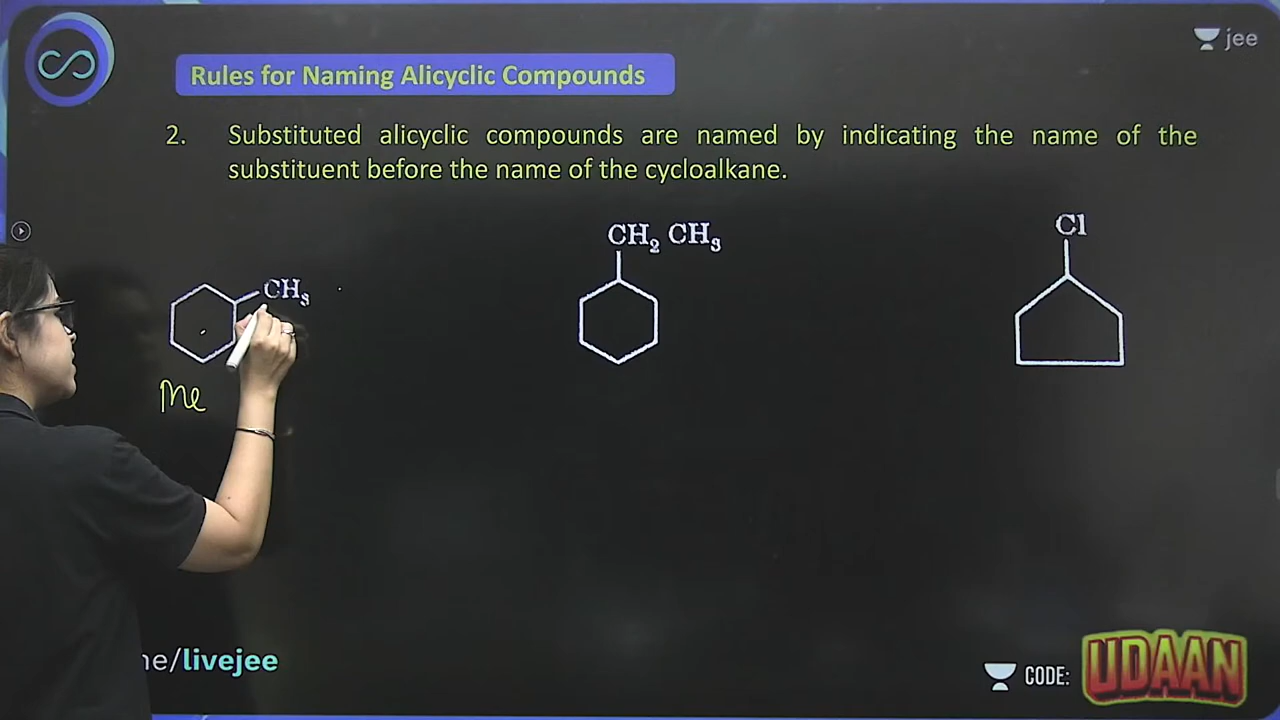 jee
Rules for Naming Alicyclic Compounds
2. Substituted alicyclic compounds are named by indicating the name of the
substituent before the name of the cycloalkane.
CH₃
CH₂ CH₃
Cl
Me
ne/livejee
CODE: UDAAN